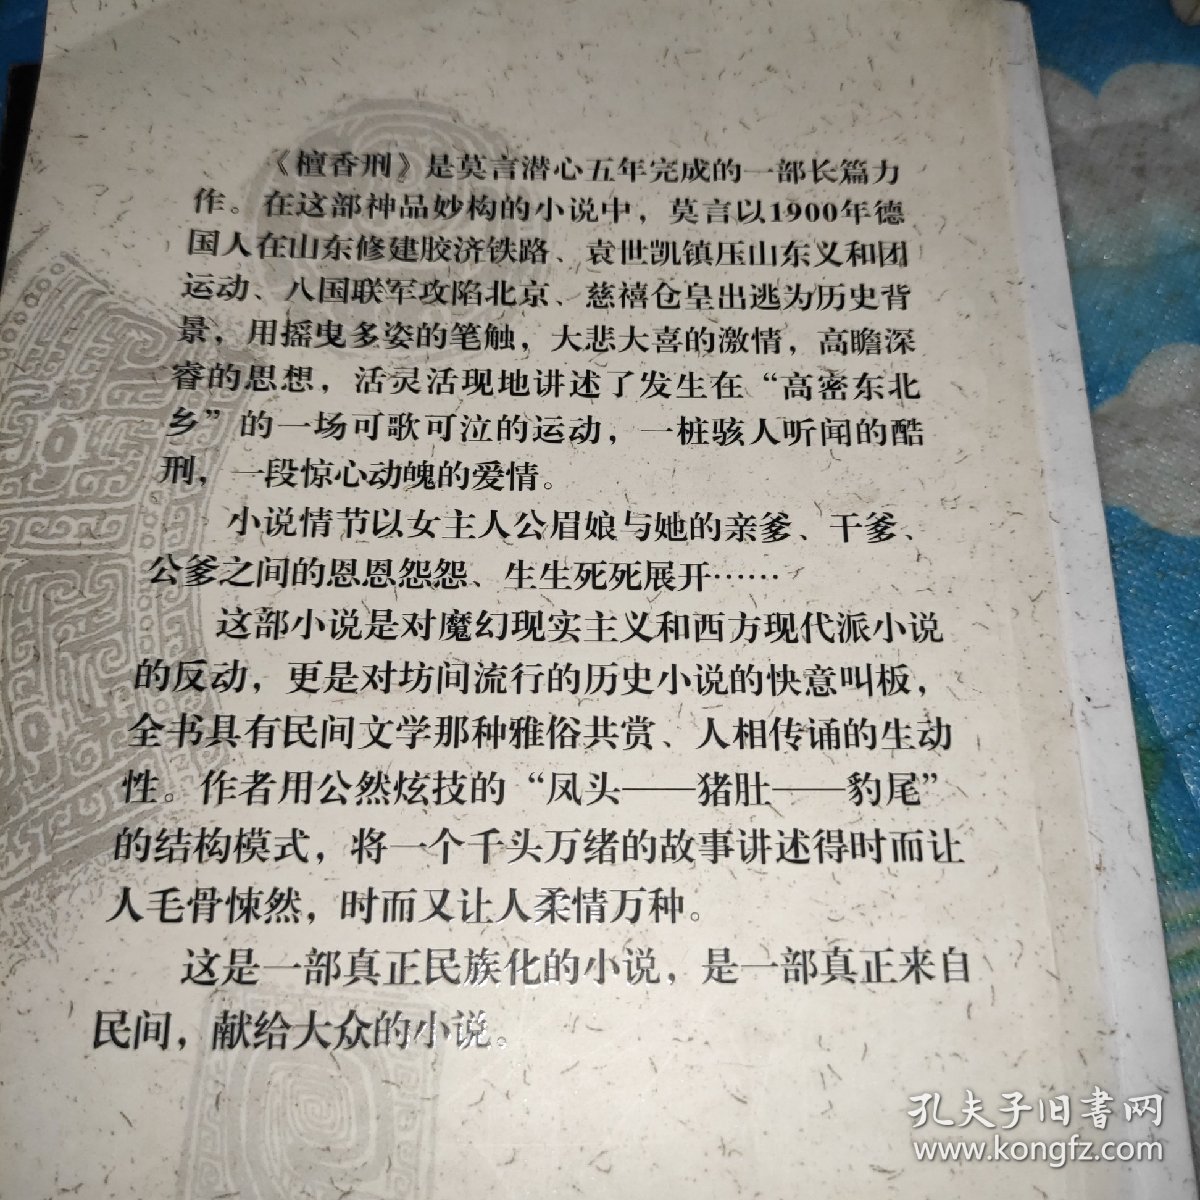 《檀香刑》是莫言潜心五年完成的一部长篇力
作。在这部神品妙构的小说中，莫言以1900年德
国人在山东修建胶济铁路、袁世凯镇压山东义和团
运动、八国联军攻陷北京、慈禧仓皇出逃为历史背
景，用摇曳多姿的笔触，大悲大喜的激情，高瞻深
睿的思想，活灵活现地讲述了发生在“高密东北
乡”的一场可歌可泣的运动，一桩骇人听闻的酷
刑，一段惊心动魄的爱情。
小说情节以女主人公眉娘与她的亲爹、干爹、
公爹之间的恩恩怨怨、生生死死展开……
这部小说是对魔幻现实主义和西方现代派小说
的反动，更是对坊间流行的历史小说的快意叫板，
全书具有民间文学那种雅俗共赏、人相传诵的生动
性。作者用公然炫技的“凤头——猪肚——豹尾”
的结构模式，将一个千头万绪的故事讲述得时而让
人毛骨悚然，时而又让人柔情万种。
这是一部真正民族化的小说，是一部真正来自
民间，献给大众的小说。
孔夫子旧书网
www.kongfz.com